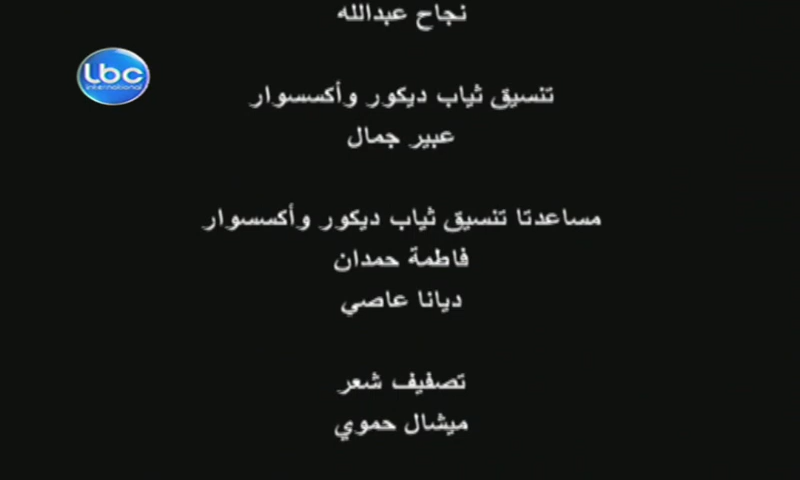 نجاح عبدالله
lbc
international
تنسيق ثياب ديكور وأكسسوار
عبير جمال
مساعدتا تنسيق ثياب ديكور وأكسسوار
فاطمة حمدان
ديانا عاصي
تصفيف شعر
ميشال حموي